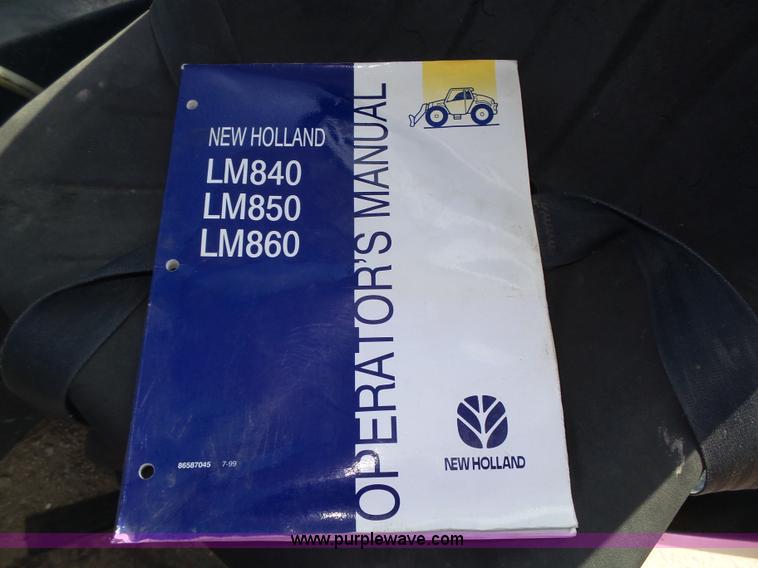 NEW HOLLAND
LM840
LM850
LM860
OPERATOR'S MANUAL
86587045 7-99
NEW HOLLAND
www.purplewave.com